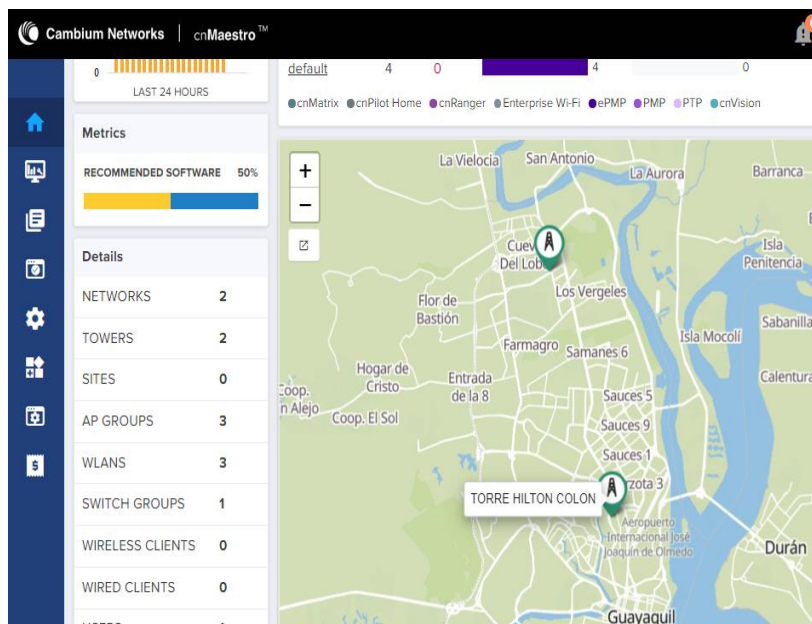 Cambium Networks | cnMaestro™
0
LAST 24 HOURS
default 4 0 4 0
cnMatrix cnPilot Home cnRanger Enterprise Wi-Fi ePMP PMP PTP cnVision
Metrics
RECOMMENDED SOFTWARE 50%
Details
NETWORKS 2
TOWERS 2
SITES 0
AP GROUPS 3
WLANS 3
SWITCH GROUPS 1
WIRELESS CLIENTS 0
WIRED CLIENTS 0
+
−
La Vielocia
San Antonio
La Aurora
Barranca
Del Lobo
Isla
Penitencia
Los Vergeles
Flor de
Bastión
Isla Mocolí
Sabanilla
Farmagro
Samanes 6
Hogar de
Cristo
Entrada
de la 8
Calentura
Coop.
n Alejo
Coop. El Sol
Sauces 5
Sauces 9
Sauces 1
TORRE HILTON COLON
rzota 3
Aeropuerto
Internacional José
Joaquín de Olmedo
Durán
Guayaquil